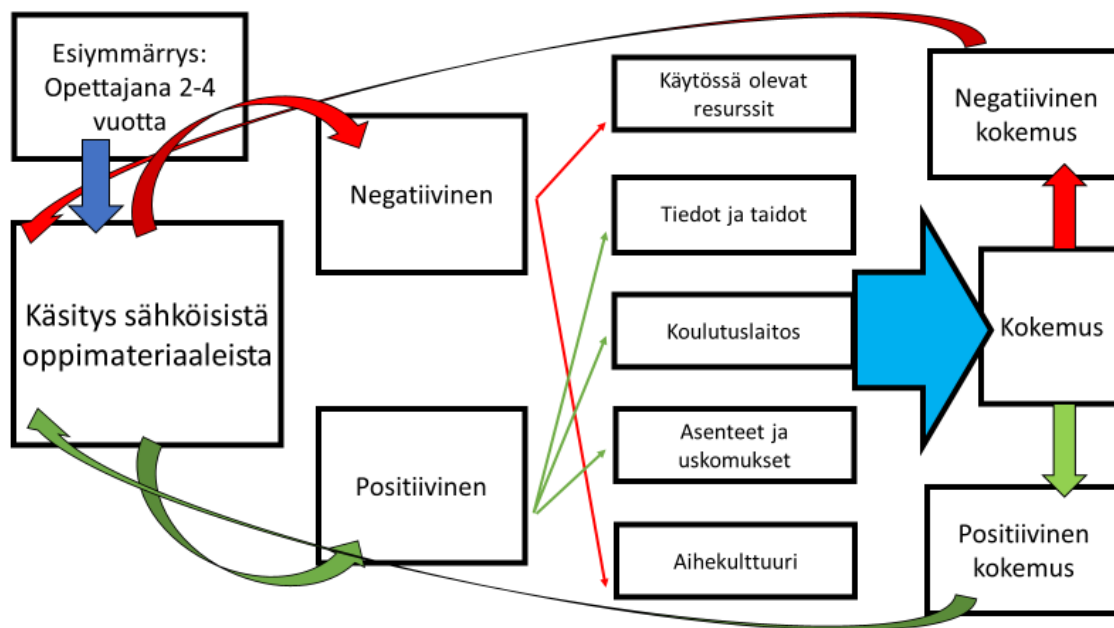 Esiymmärrys:
Opettajana 2-4
vuotta
Käsitys sähköisistä
oppimateriaaleista
Negatiivinen
Positiivinen
Käytössä olevat
resurssit
Tiedot ja taidot
Koulutuslaitos
Asenteet ja
uskomukset
Aihekulttuuri
Negatiivinen
kokemus
Kokemus
Positiivinen
kokemus